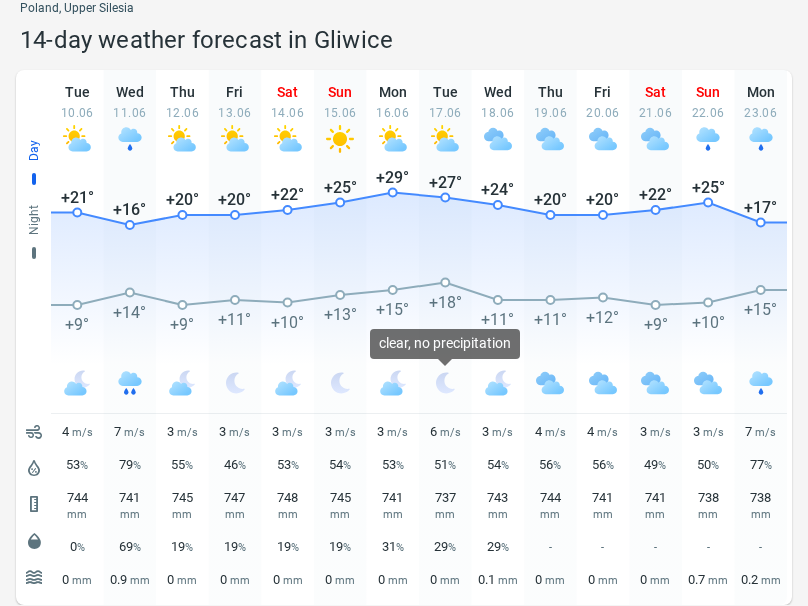 Poland, Upper Silesia
14-day weather forecast in Gliwice
Tue Wed Thu Fri Sat Sun Mon Tue Wed Thu Fri Sat Sun Mon
10.06 11.06 12.06 13.06 14.06 15.06 16.06 17.06 18.06 19.06 20.06 21.06 22.06 23.06
Day
+21° +16° +20° +20° +22° +25° +29° +27° +24° +20° +20° +22° +25° +17°
Night
+9° +14° +9° +11° +10° +13° +15° +18° +11° +11° +12° +9° +10° +15°
clear, no precipitation
4 m/s 7 m/s 3 m/s 3 m/s 3 m/s 3 m/s 3 m/s 6 m/s 3 m/s 4 m/s 4 m/s 3 m/s 3 m/s 7 m/s
53% 79% 55% 46% 53% 54% 53% 51% 54% 56% 56% 49% 50% 77%
744 741 745 747 748 745 741 737 743 744 741 741 738 738
mm mm mm mm mm mm mm mm mm mm mm mm mm mm
0% 69% 19% 19% 19% 19% 31% 29% 29% - - - - -
0 mm 0.9 mm 0 mm 0 mm 0 mm 0 mm 0 mm 0 mm 0.1 mm 0 mm 0 mm 0 mm 0.7 mm 0.2 mm